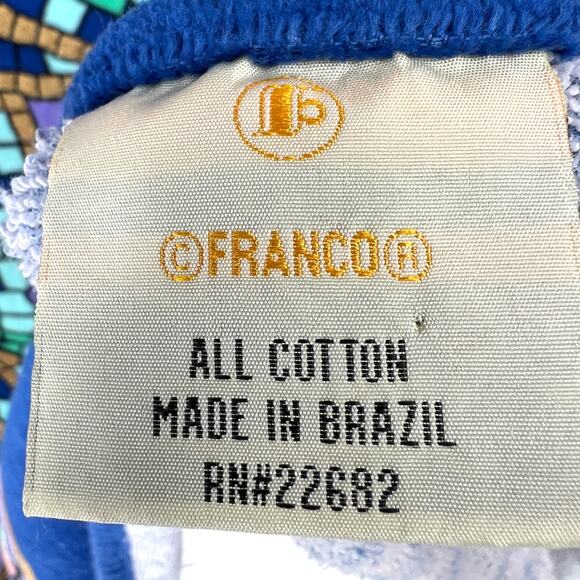 ©FRANCO®
ALL COTTON
MADE IN BRAZIL
RN#22682